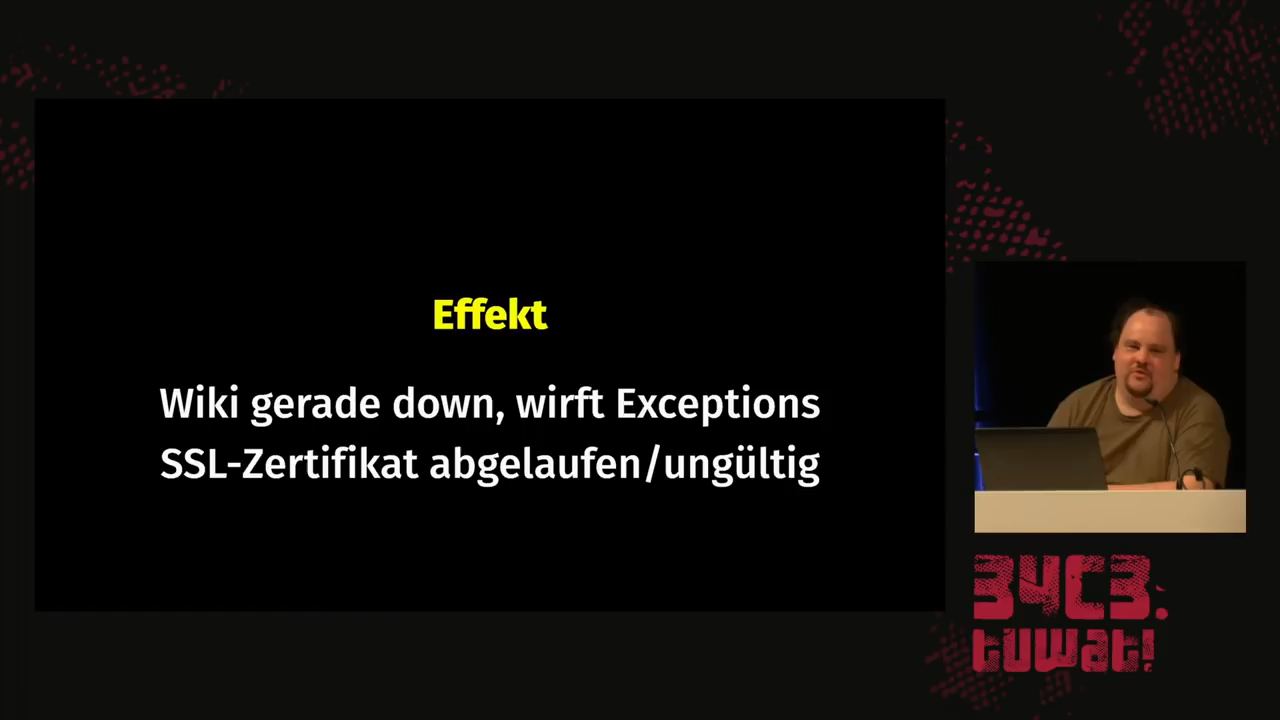 Effekt
Wiki gerade down, wirft Exceptions
SSL-Zertifikat abgelaufen/ungültig
34C3.
tuwat!